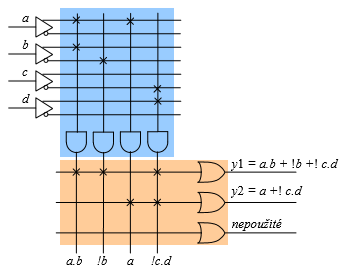 a
b
c
d
y1 = a.b + !b +! c.d
y2 = a +! c.d
nepoužité
a.b !b a !c.d